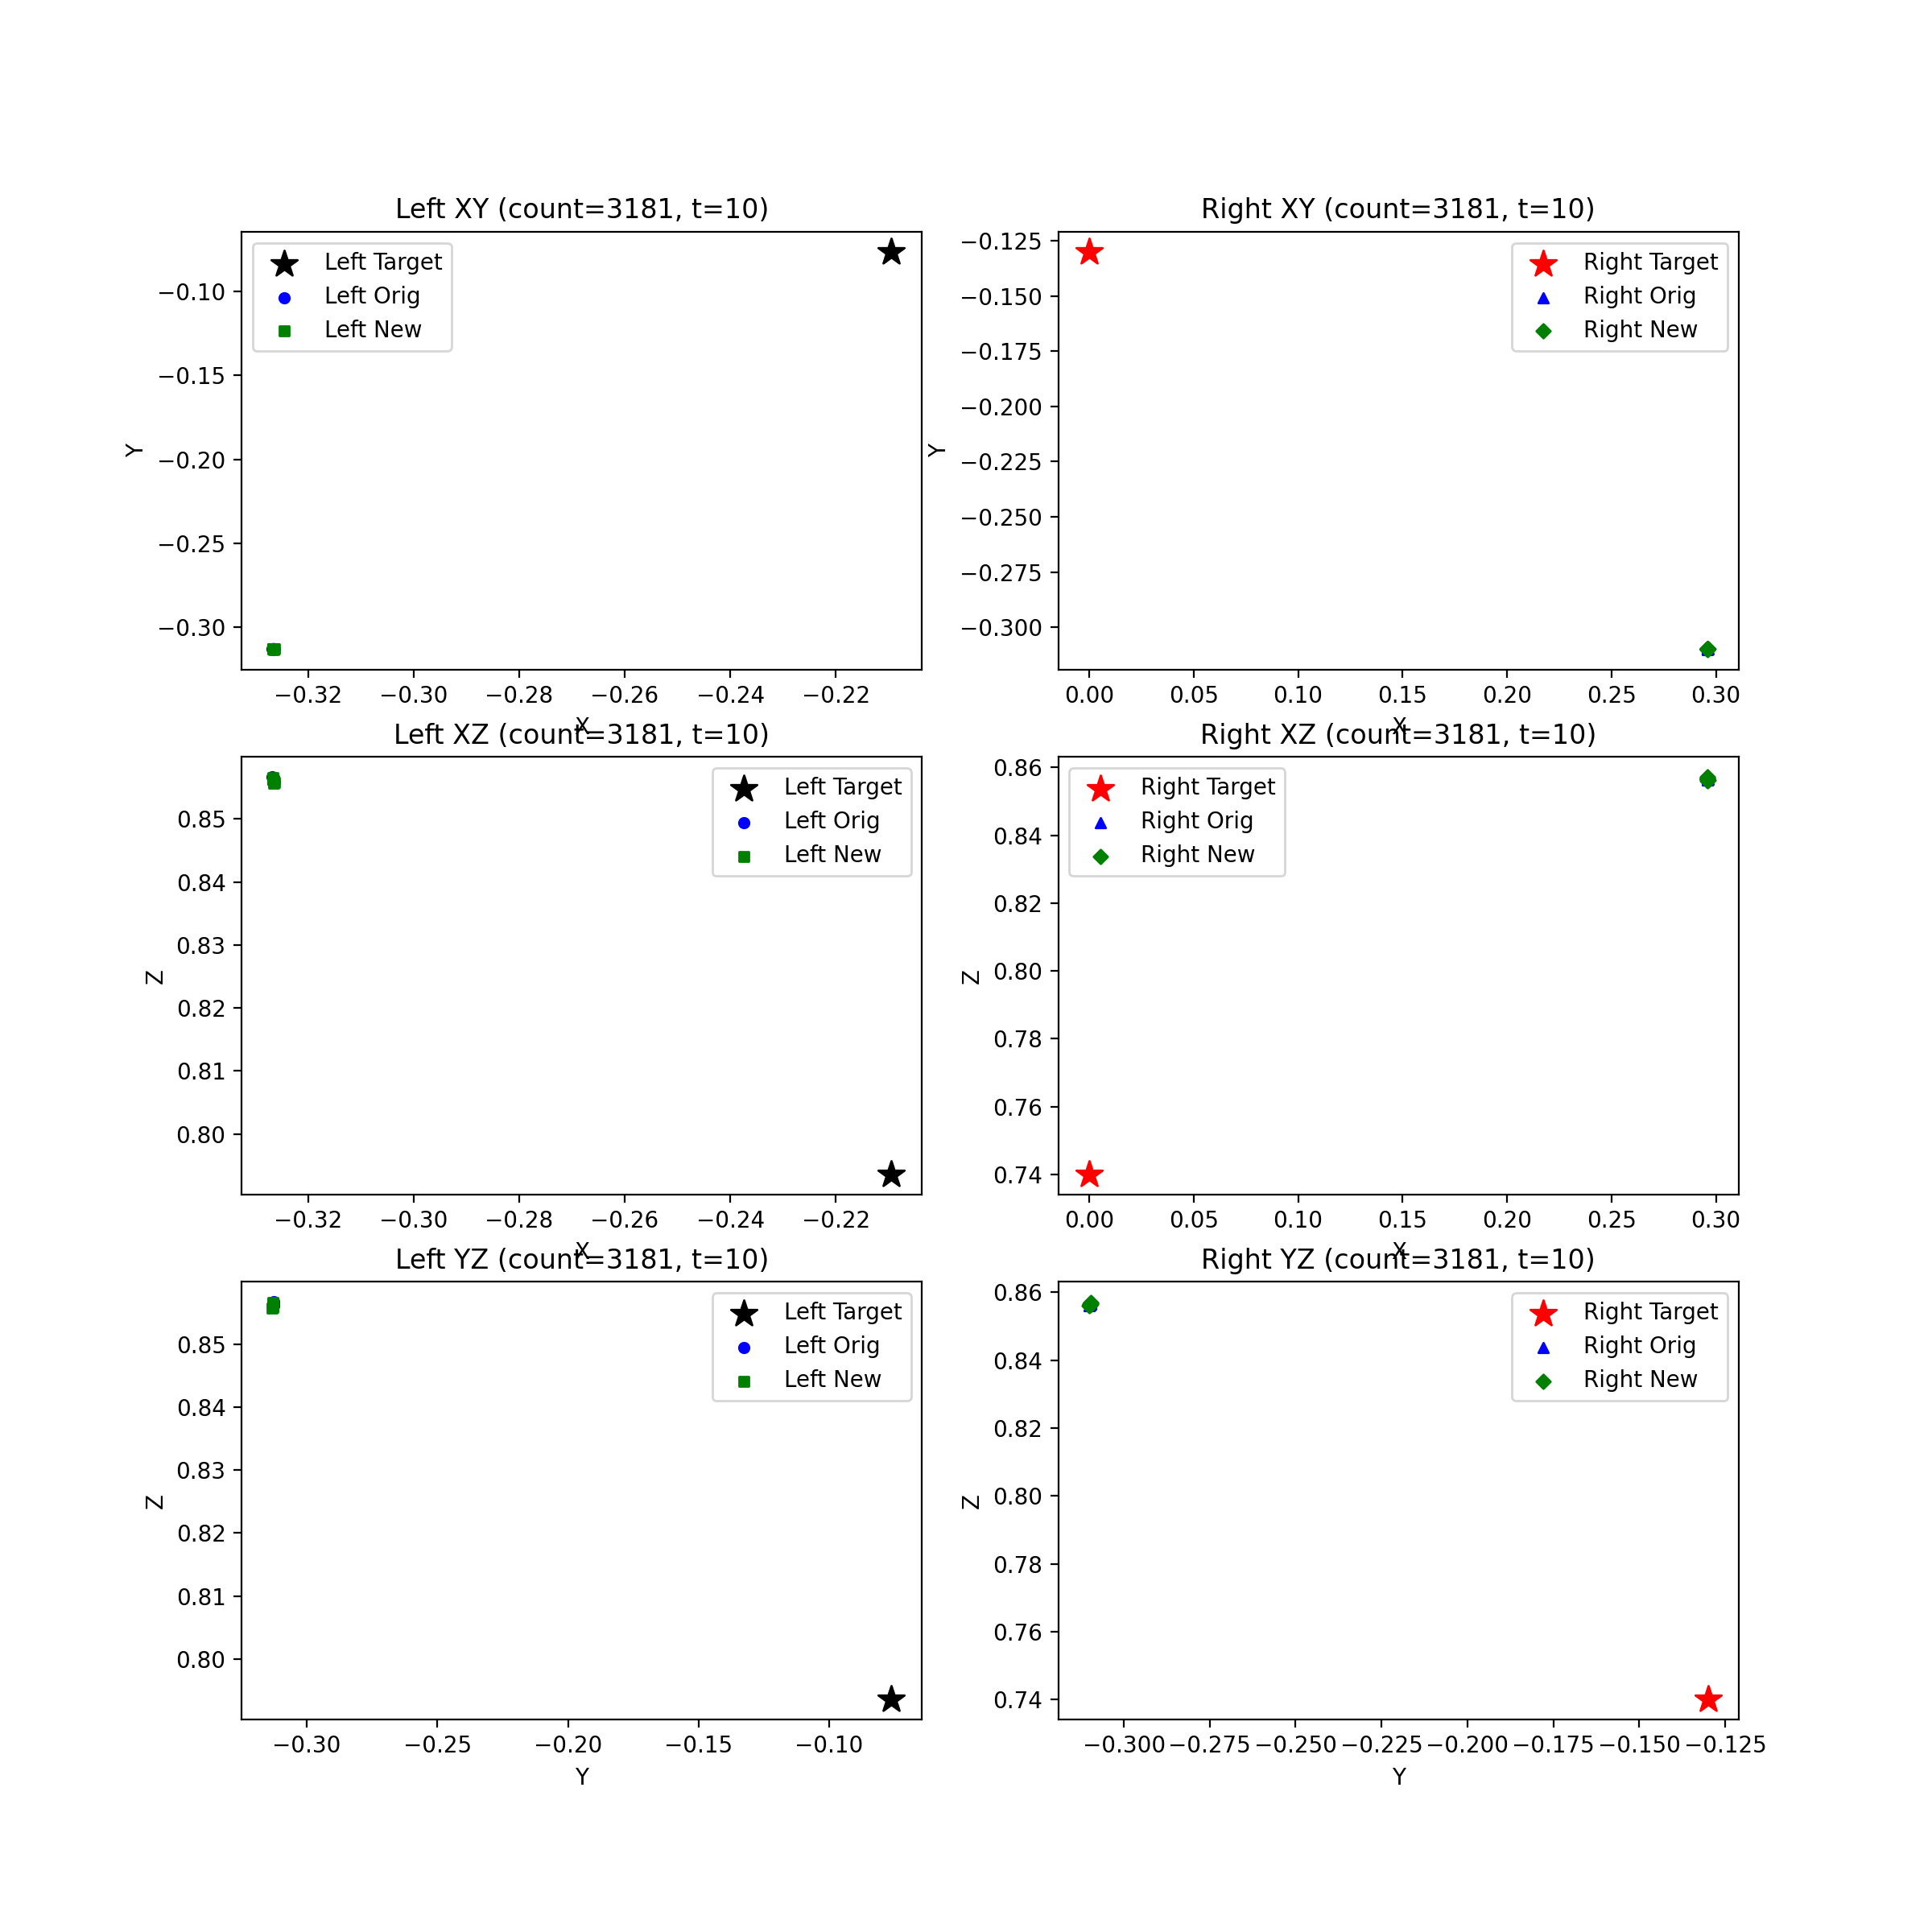 Left XY (count=3181, t=10)
Left Target
Left Orig
Left New
−0.10
−0.15
−0.20
−0.25
−0.30
Y
−0.32 −0.30 −0.28 −0.26 −0.24 −0.22
X
Right XY (count=3181, t=10)
Right Target
Right Orig
Right New
−0.125
−0.150
−0.175
−0.200
−0.225
−0.250
−0.275
−0.300
Y
0.00 0.05 0.10 0.15 0.20 0.25 0.30
X
Left XZ (count=3181, t=10)
Left Target
Left Orig
Left New
0.85
0.84
0.83
0.82
0.81
0.80
Z
−0.32 −0.30 −0.28 −0.26 −0.24 −0.22
X
Right XZ (count=3181, t=10)
Right Target
Right Orig
Right New
0.86
0.84
0.82
0.80
0.78
0.76
0.74
Z
0.00 0.05 0.10 0.15 0.20 0.25 0.30
X
Left YZ (count=3181, t=10)
Left Target
Left Orig
Left New
0.85
0.84
0.83
0.82
0.81
0.80
Z
−0.30 −0.25 −0.20 −0.15 −0.10
Y
Right YZ (count=3181, t=10)
Right Target
Right Orig
Right New
0.86
0.84
0.82
0.80
0.78
0.76
0.74
Z
−0.300 −0.275 −0.250 −0.225 −0.200 −0.175 −0.150 −0.125
Y